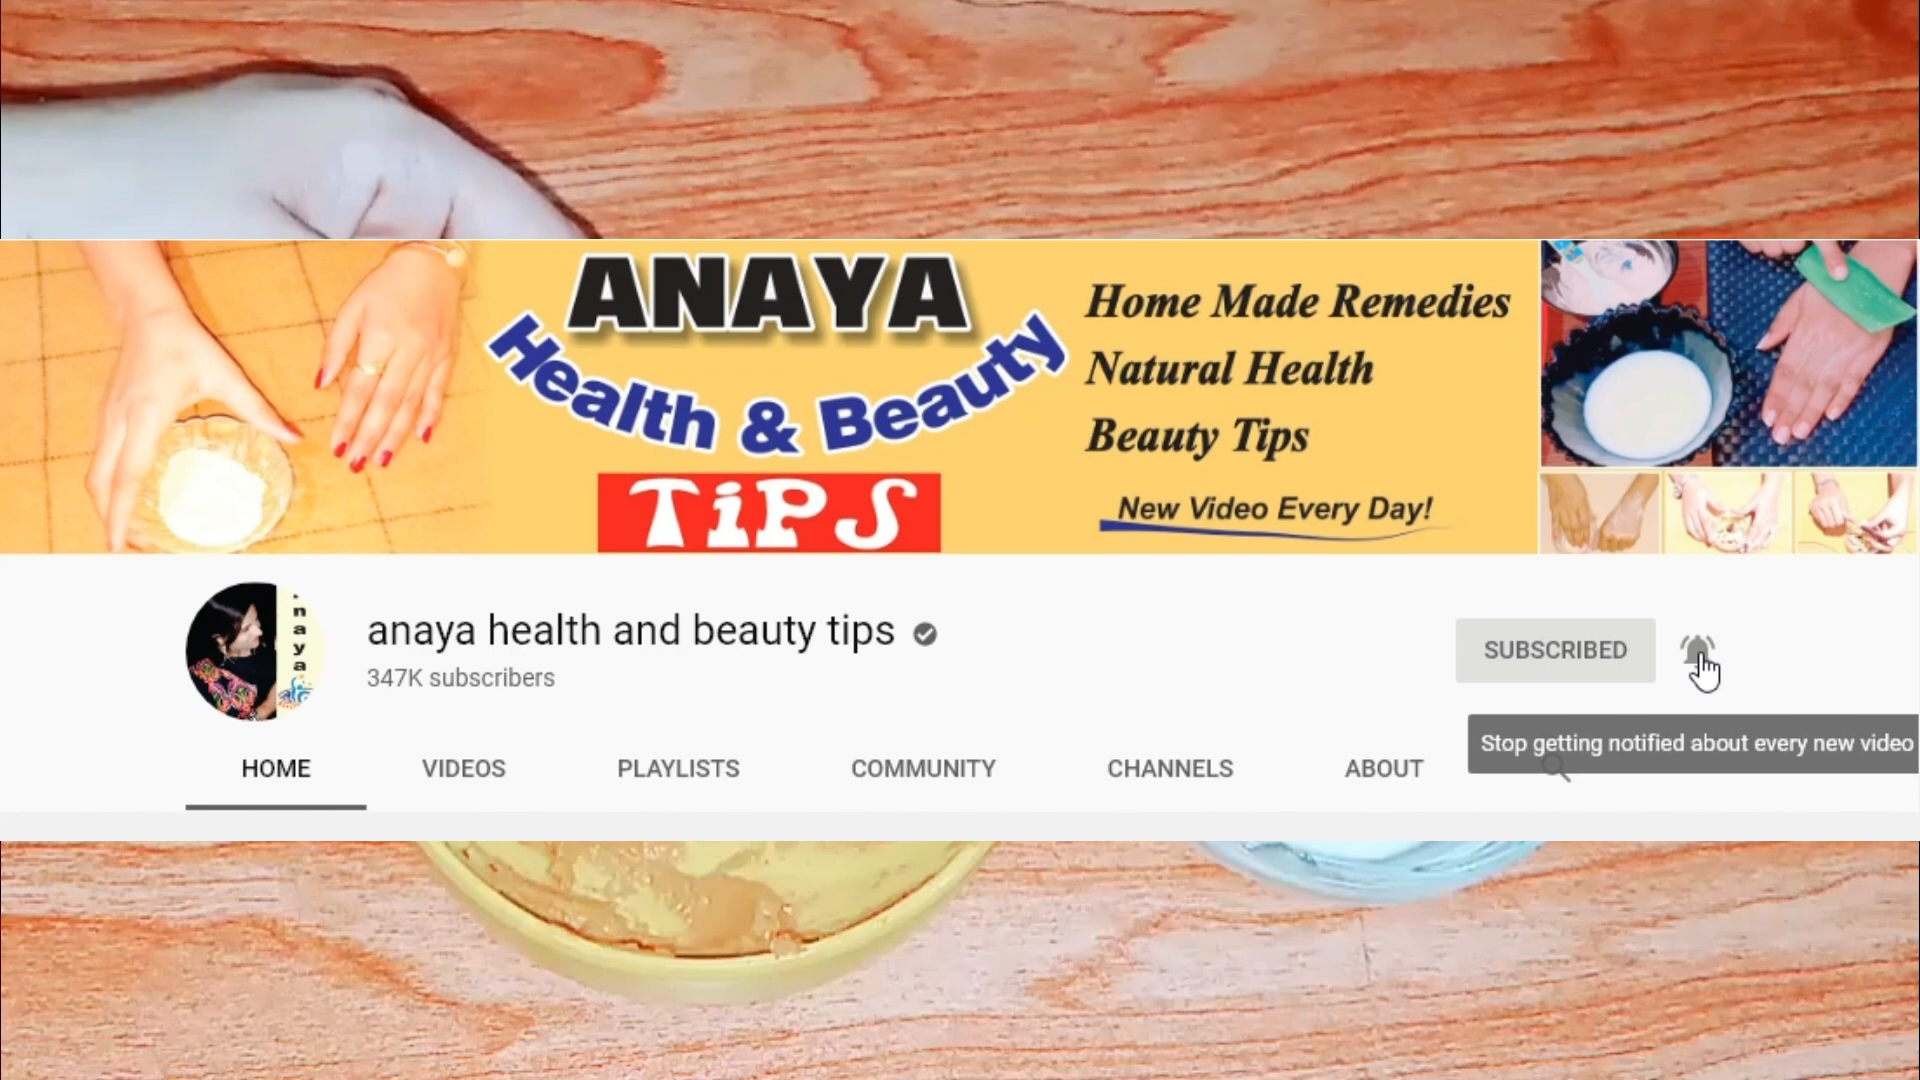 ANAYA
Health & Beauty
TiPS
Home Made Remedies
Natural Health
Beauty Tips
New Video Every Day!
naya
anaya health and beauty tips
347K subscribers
SUBSCRIBED
Stop getting notified about every new video
HOME
VIDEOS
PLAYLISTS
COMMUNITY
CHANNELS
ABOUT